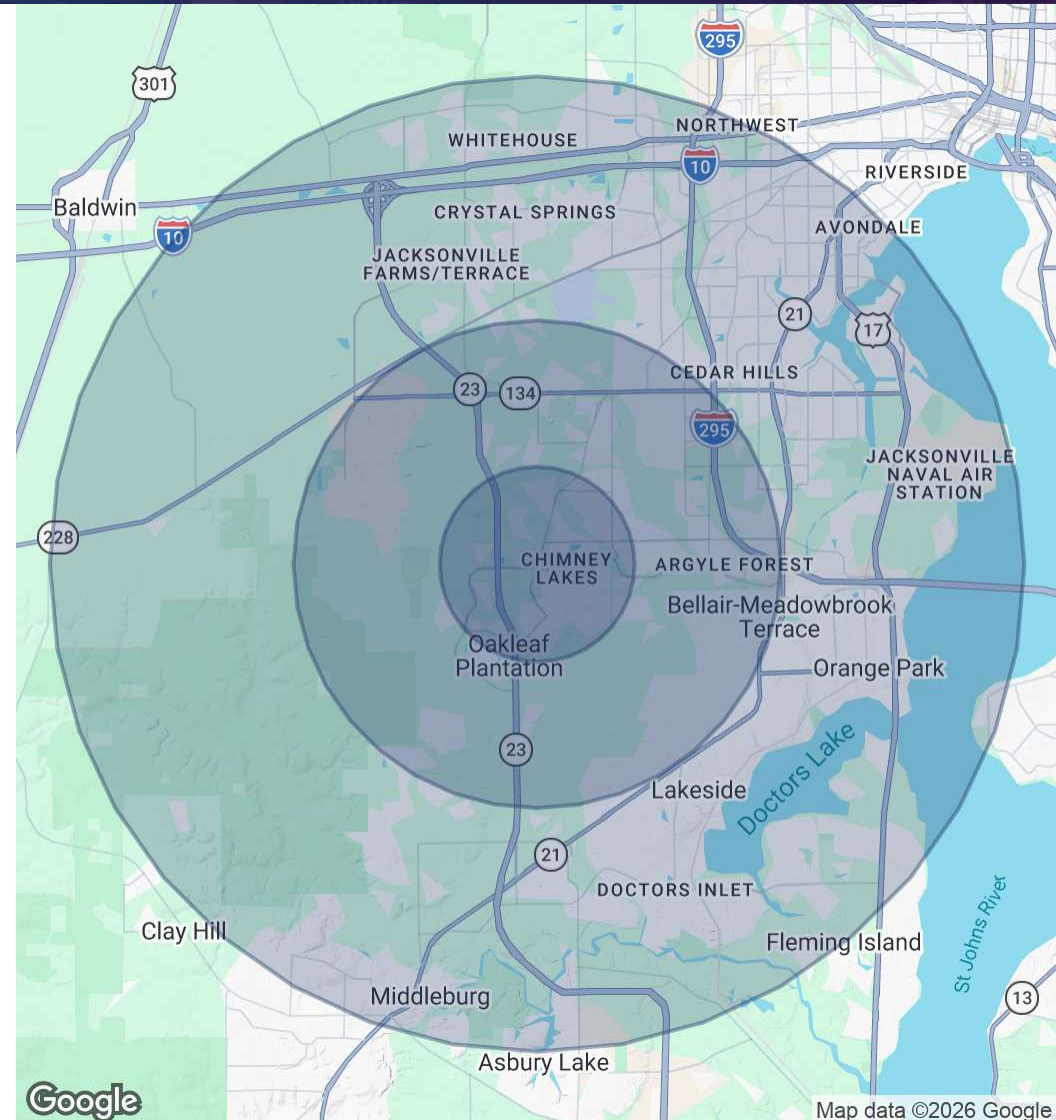 295
301
NORTHWEST
WHITEHOUSE
10
RIVERSIDE
Baldwin
CRYSTAL SPRINGS
AVONDALE
10
JACKSONVILLE
FARMS/TERRACE
21
17
CEDAR HILLS
23
134
295
JACKSONVILLE
NAVAL AIR
STATION
228
CHIMNEY
LAKES
ARGYLE FOREST
Bellair-Meadowbrook
Terrace
Oakleaf
Plantation
Orange Park
23
Doctors Lake
Lakeside
21
DOCTORS INLET
St Johns River
Clay Hill
Fleming Island
Middleburg
13
Asbury Lake
Google
Map data ©2026 Google